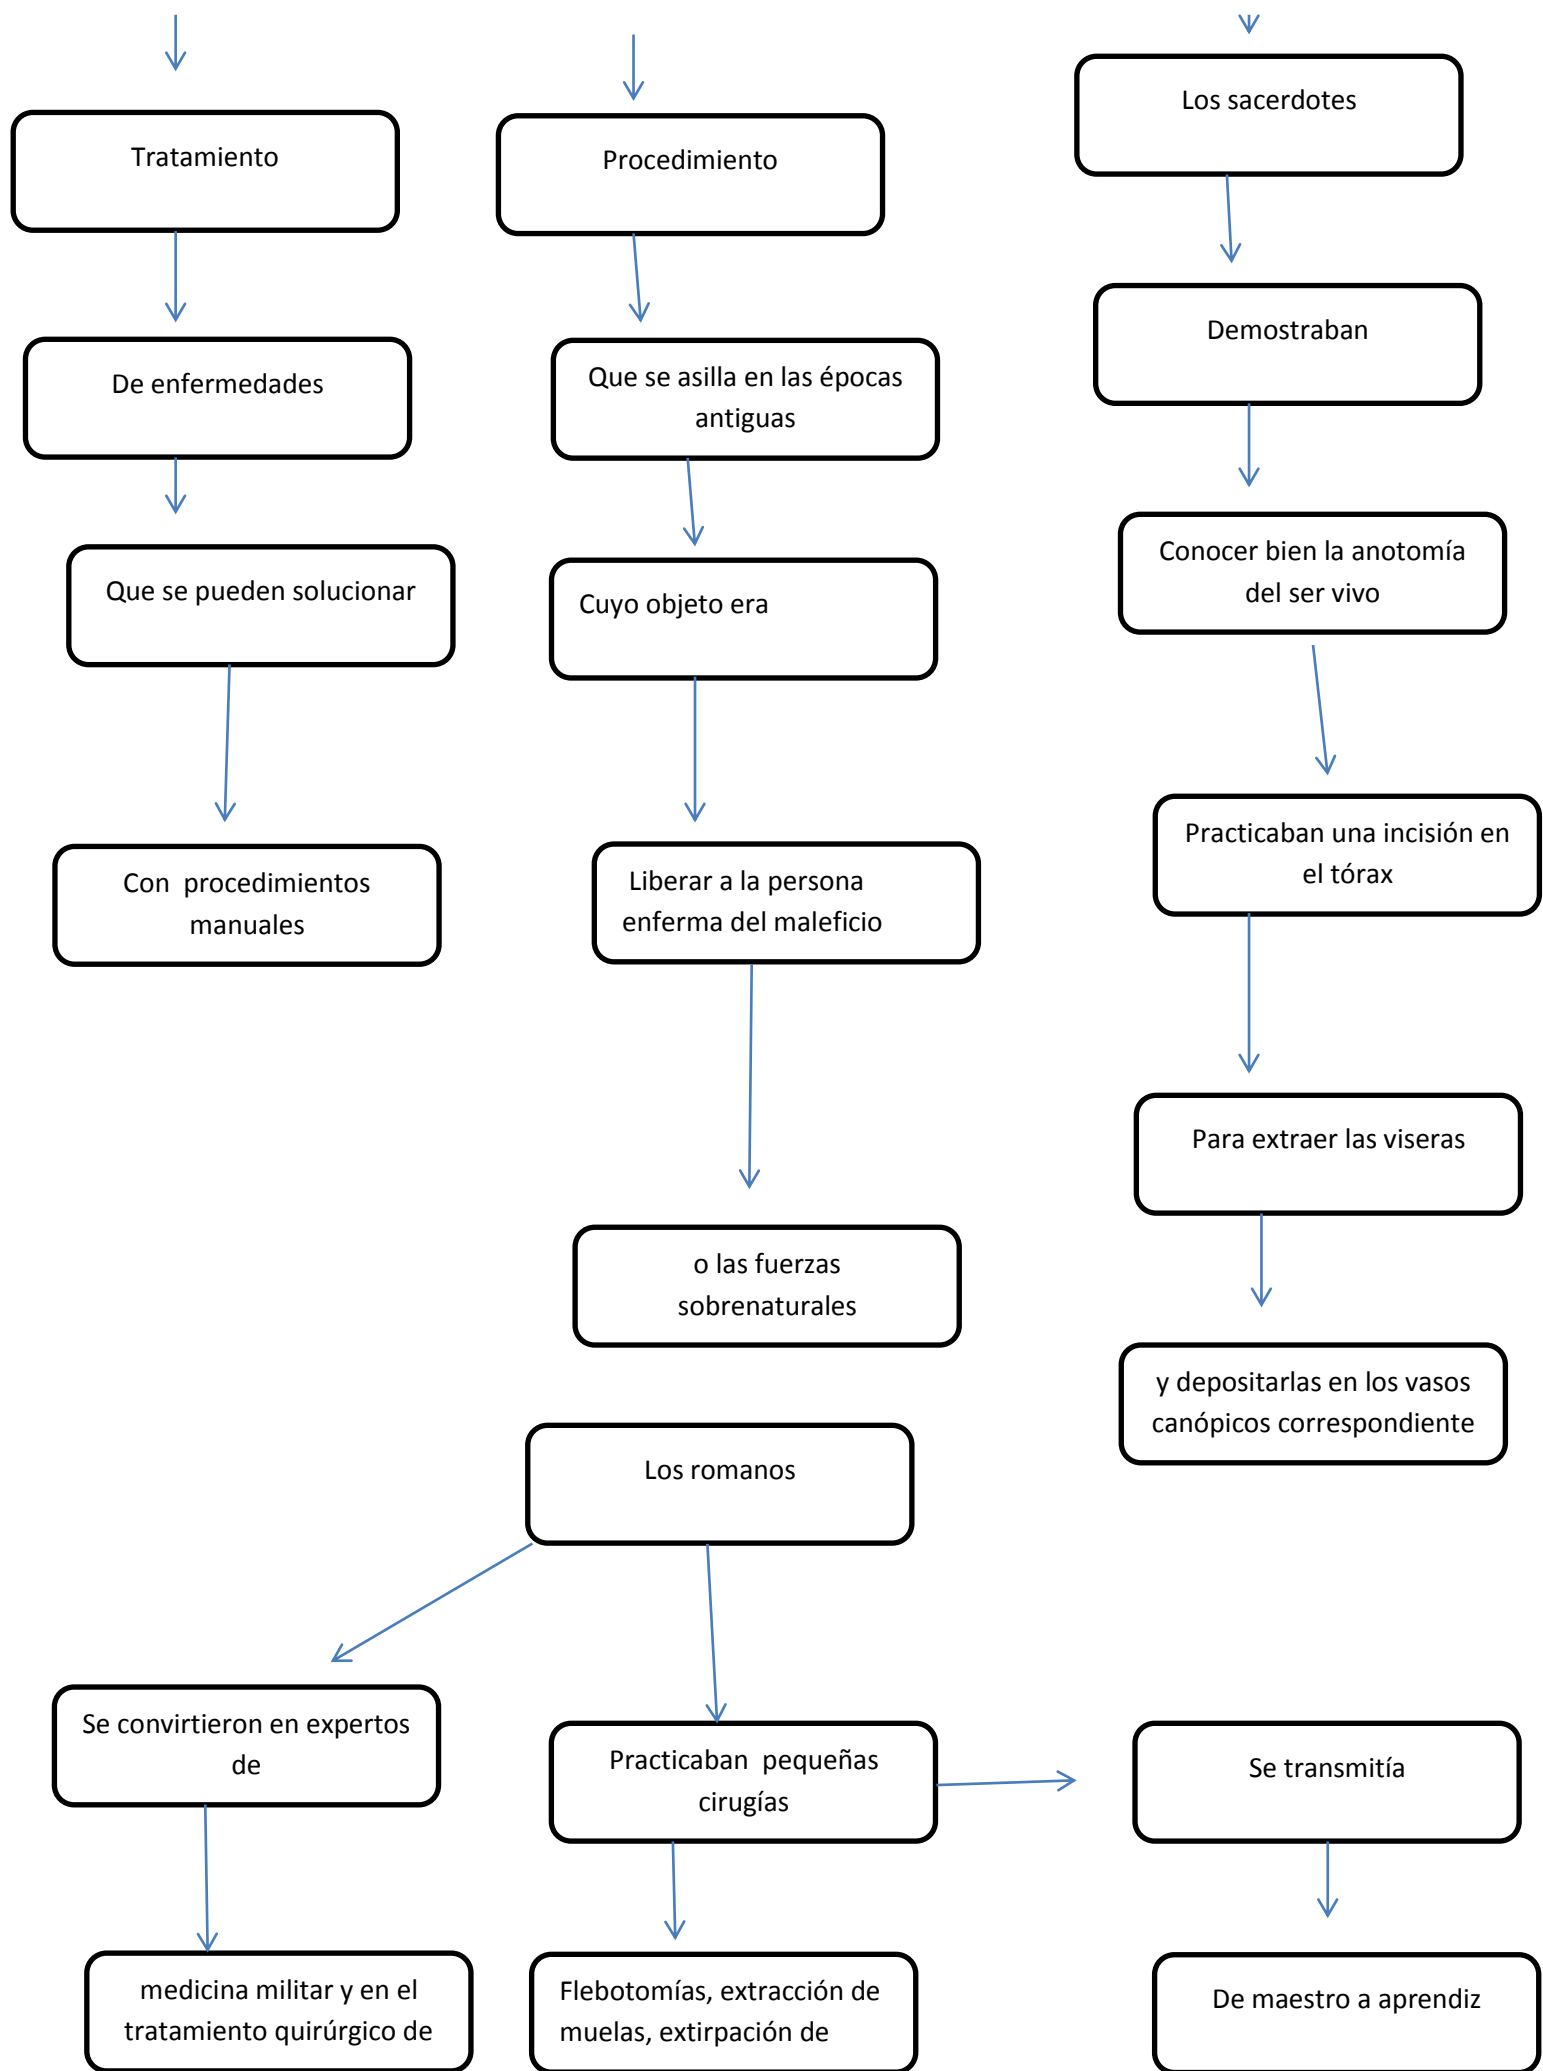 Tratamiento
De enfermedades
Que se pueden solucionar
Con procedimientos
manuales
Procedimiento
Que se asilla en las épocas
antiguas
Cuyo objeto era
Liberar a la persona
enferma del maleficio
o las fuerzas
sobrenaturales
Los sacerdotes
Demostraban
Conocer bien la anotomía
del ser vivo
Practicaban una incisión en
el tórax
Para extraer las viseras
y depositarlas en los vasos
canópicos correspondiente
Los romanos
Se convirtieron en expertos
de
medicina militar y en el
tratamiento quirúrgico de
Practicaban pequeñas
cirugías
Flebotomías, extracción de
muelas, extirpación de
Se transmitía
De maestro a aprendiz